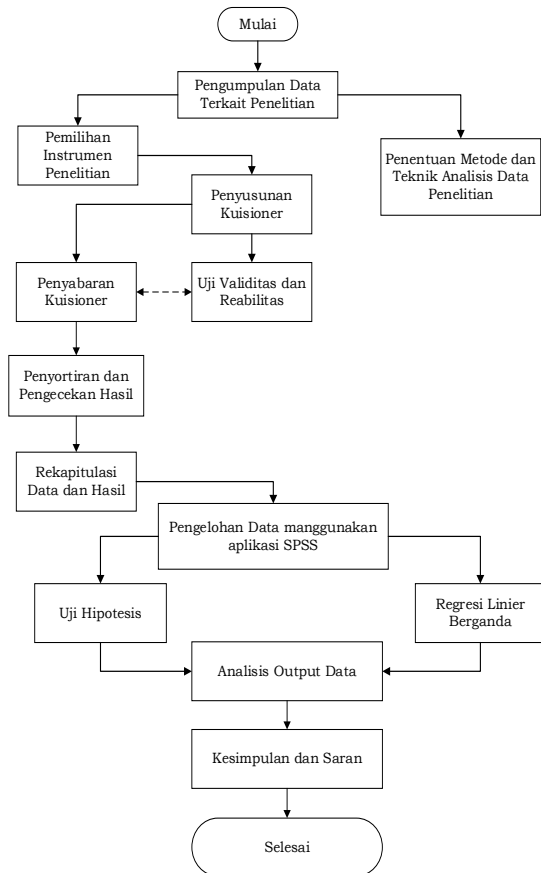 Mulai
Pengumpulan Data
Terkait Penelitian
Pemilihan
Instrumen
Penelitian
Penentuan Metode dan
Teknik Analisis Data
Penelitian
Penyusunan
Kuisioner
Penyabaran
Kuisioner
Uji Validitas dan
Reabilitas
Penyortiran dan
Pengecekan Hasil
Rekapitulasi
Data dan Hasil
Pengelohan Data manggunakan
aplikasi SPSS
Uji Hipotesis
Regresi Linier
Berganda
Analisis Output Data
Kesimpulan dan Saran
Selesai